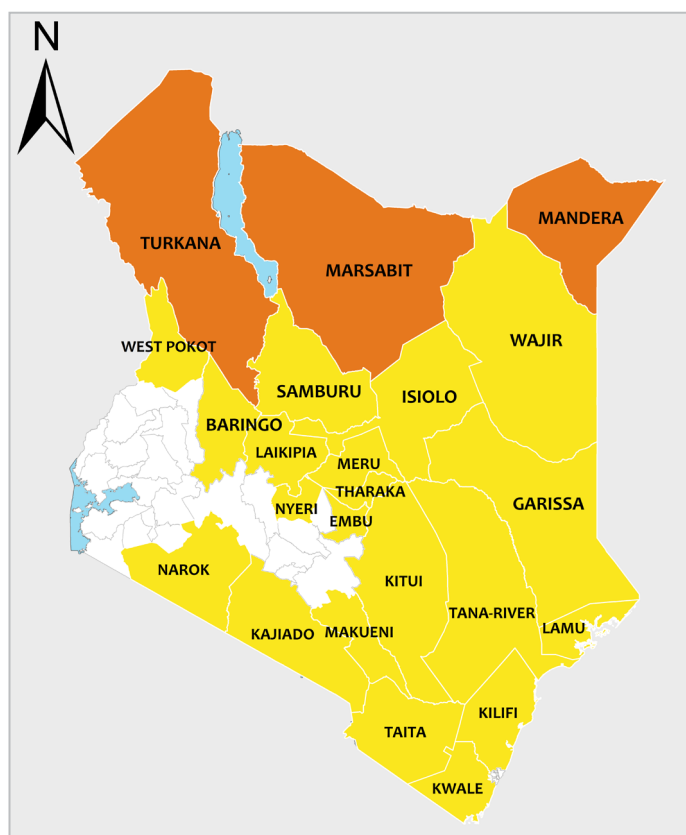 N
MANDERA
TURKANA
MARSABIT
WAJIR
WEST POKOT
SAMBURU
ISIOLO
BARINGO
LAIKIPIA
MERU
THARAKA
GARISSA
NYERI
EMBU
NAROK
KITUI
TANA-RIVER
LAMU
KAJIADO
MAKUENI
KILIFI
TAITA
KWALE